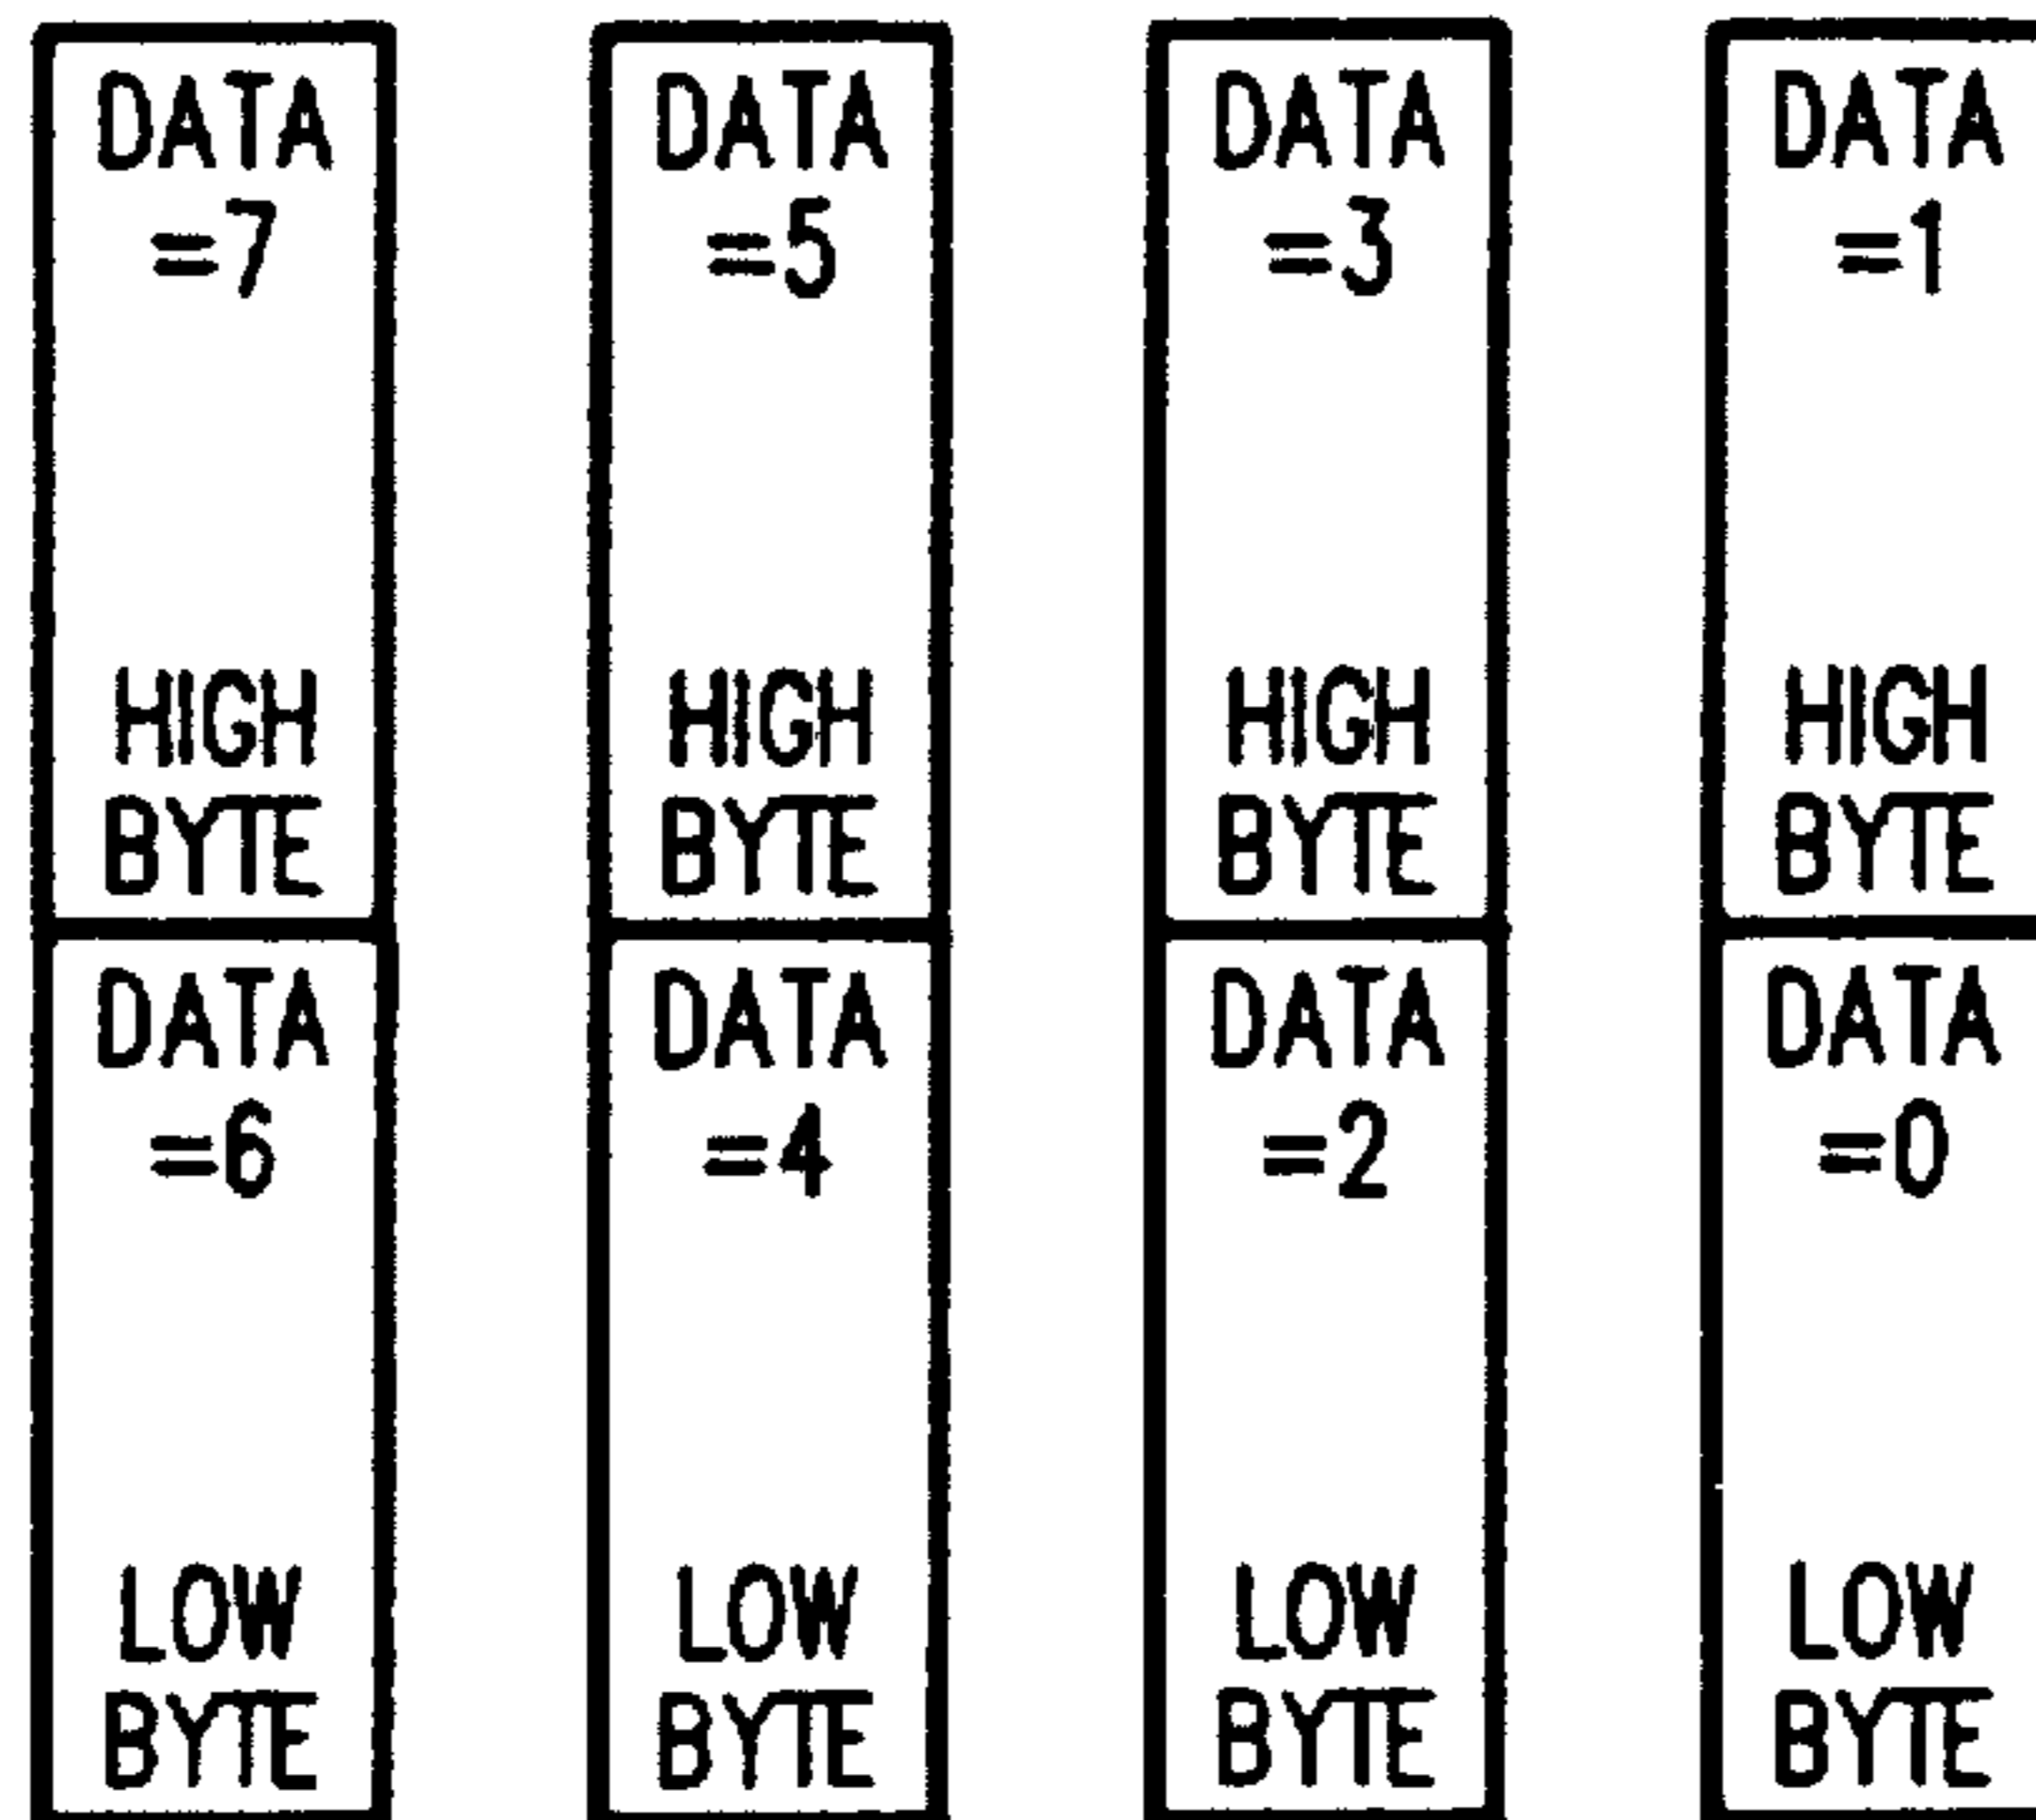 DATA
=7
HIGH
BYTE
DATA
=6
LOW
BYTE
DATA
=5
HIGH
BYTE
DATA
=4
LOW
BYTE
DATA
=3
HIGH
BYTE
DATA
=2
LOW
BYTE
DATA
=1
HIGH
BYTE
DATA
=0
LOW
BYTE